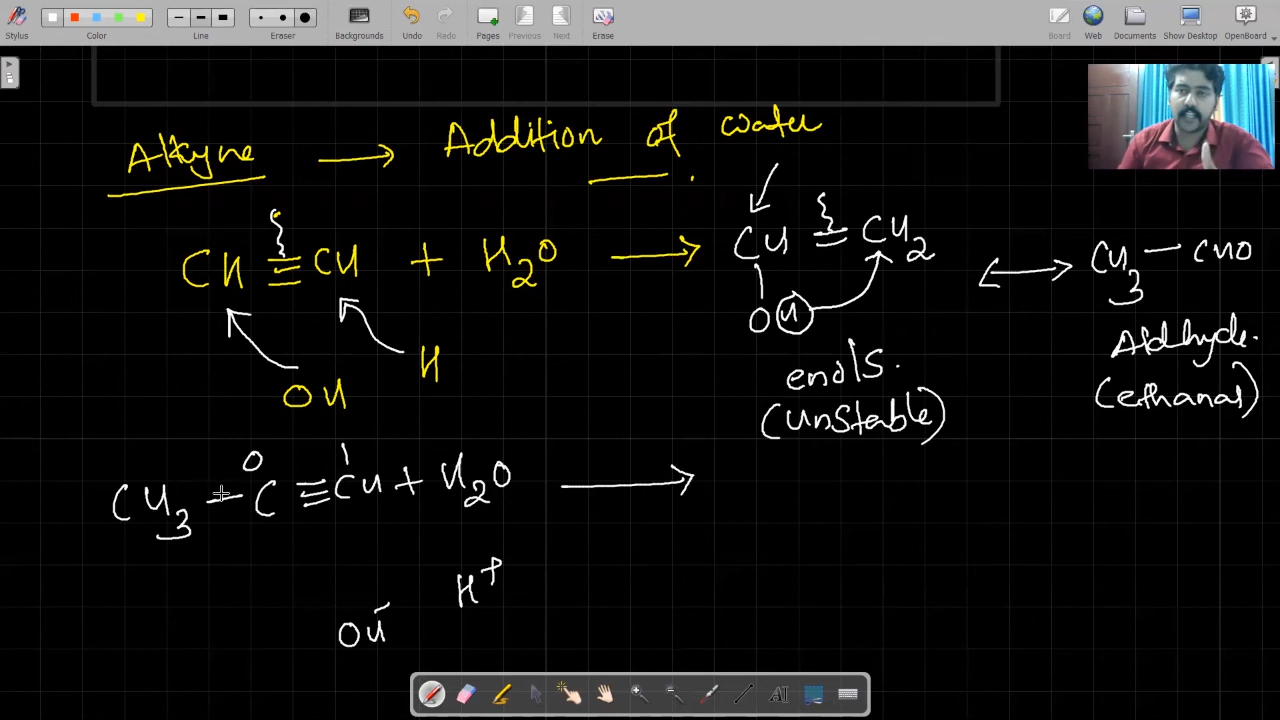 Stylus Color Line Eraser Backgrounds Undo Redo Pages Previous Next Erase Board Web Documents Show Desktop OpenBoard
Alkyne → Addition of water
CH ≡ CH + H2O → CH = CH2 ↔ CH3 — CHO
OH H OH
enols. Aldehyde.
(unstable) (ethanal)
0 1
CH3 — C ≡ CH + H2O →
H+
OH-